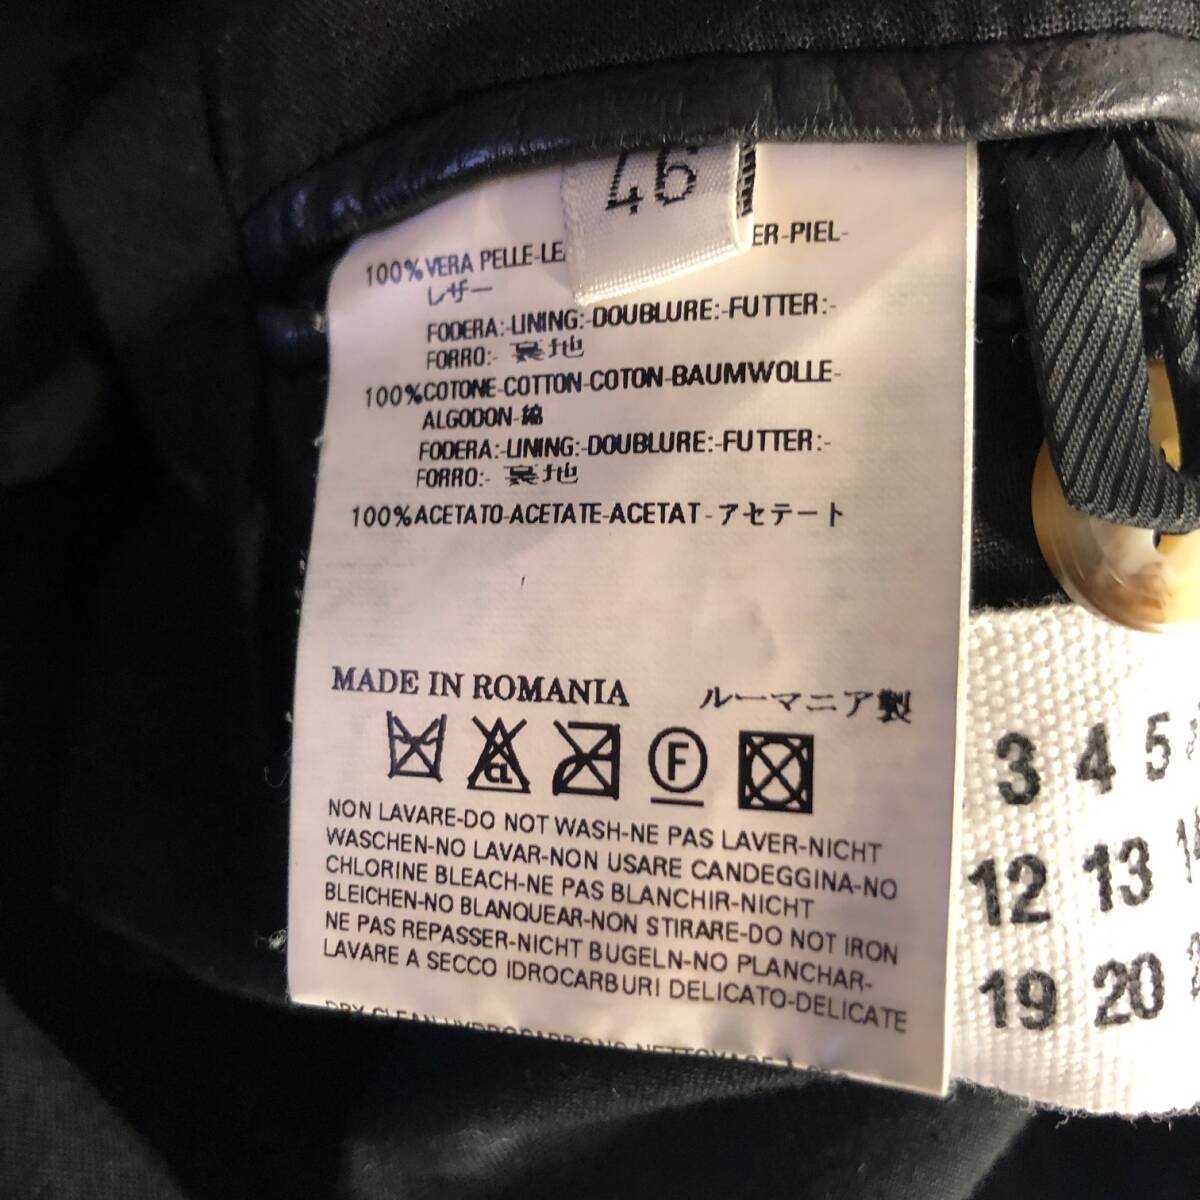 46
100% VERA PELLE-LE ER-PIEL-
レザー
FODERA:-LINING:-DOUBLURE:-FUTTER:-
FORRO:- 裏地
100% COTONE-COTTON-COTON-BAUMWOLLE-
ALGODON-綿
FODERA:-LINING:-DOUBLURE:-FUTTER:-
FORRO:- 裏地
100% ACETATO-ACETATE-ACETAT-アセテート
MADE IN ROMANIA ルーマニア製
CL F
NON LAVARE-DO NOT WASH-NE PAS LAVER-NICHT
WASCHEN-NO LAVAR-NON USARE CANDEGGINA-NO
CHLORINE BLEACH-NE PAS BLANCHIR-NICHT
BLEICHEN-NO BLANQUEAR-NON STIRARE-DO NOT IRON
NE PAS REPASSER-NICHT BUGELN-NO PLANCHAR-
LAVARE A SECCO IDROCARBURI DELICATO-DELICATE
DRY CLEAN HYDROCARBONS NETTOYAGE
3 4 5
12 13
19 20